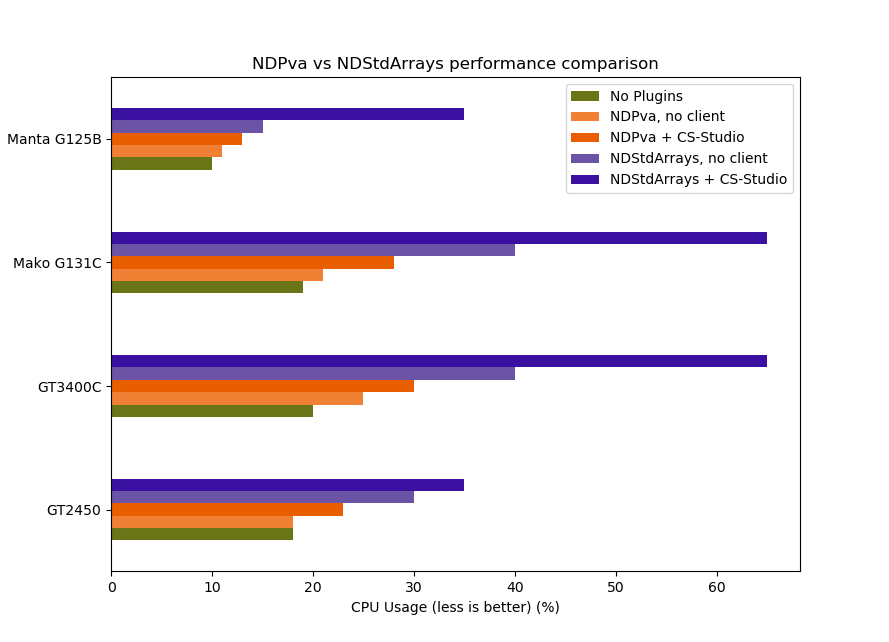 NDPva vs NDStdArrays performance comparison
No Plugins
NDPva, no client
NDPva + CS-Studio
NDStdArrays, no client
NDStdArrays + CS-Studio
Manta G125B
Mako G131C
GT3400C
GT2450
0 10 20 30 40 50 60
CPU Usage (less is better) (%)